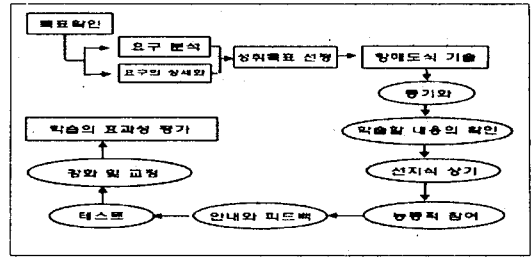 목표확인
요구 분석
요구의 상세화
성취목표 선정
행매도식 기술
동기화
학습할 내용의 확인
선지식 상기
능동적 참여
안내와 피드백
테스트
강화 및 교정
학습의 효과성 평가